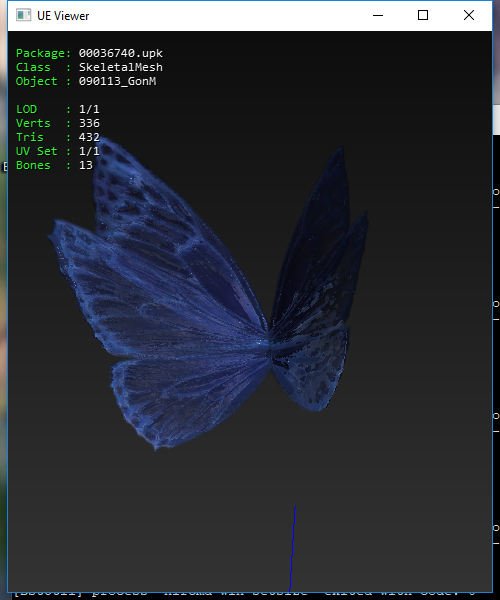 UE Viewer
Package: 00036740.upk
Class : SkeletalMesh
Object : 090113_GonM
LOD : 1/1
Verts : 336
Tris : 432
UV Set : 1/1
Bones : 13